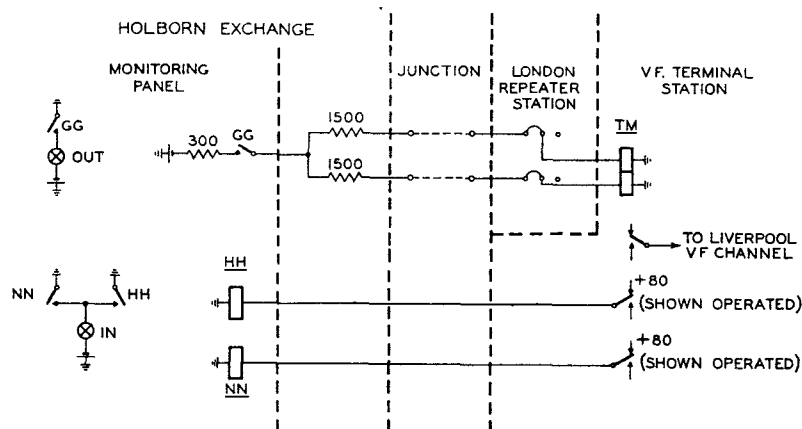 HOLBORN EXCHANGE
MONITORING
PANEL
JUNCTION
LONDON
REPEATER
STATION
V.F. TERMINAL
STATION
GG
OUT
300
GG
1500
1500
TM
TO LIVERPOOL
VF CHANNEL
NN
HH
IN
HH
+80
(SHOWN OPERATED)
NN
+80
(SHOWN OPERATED)